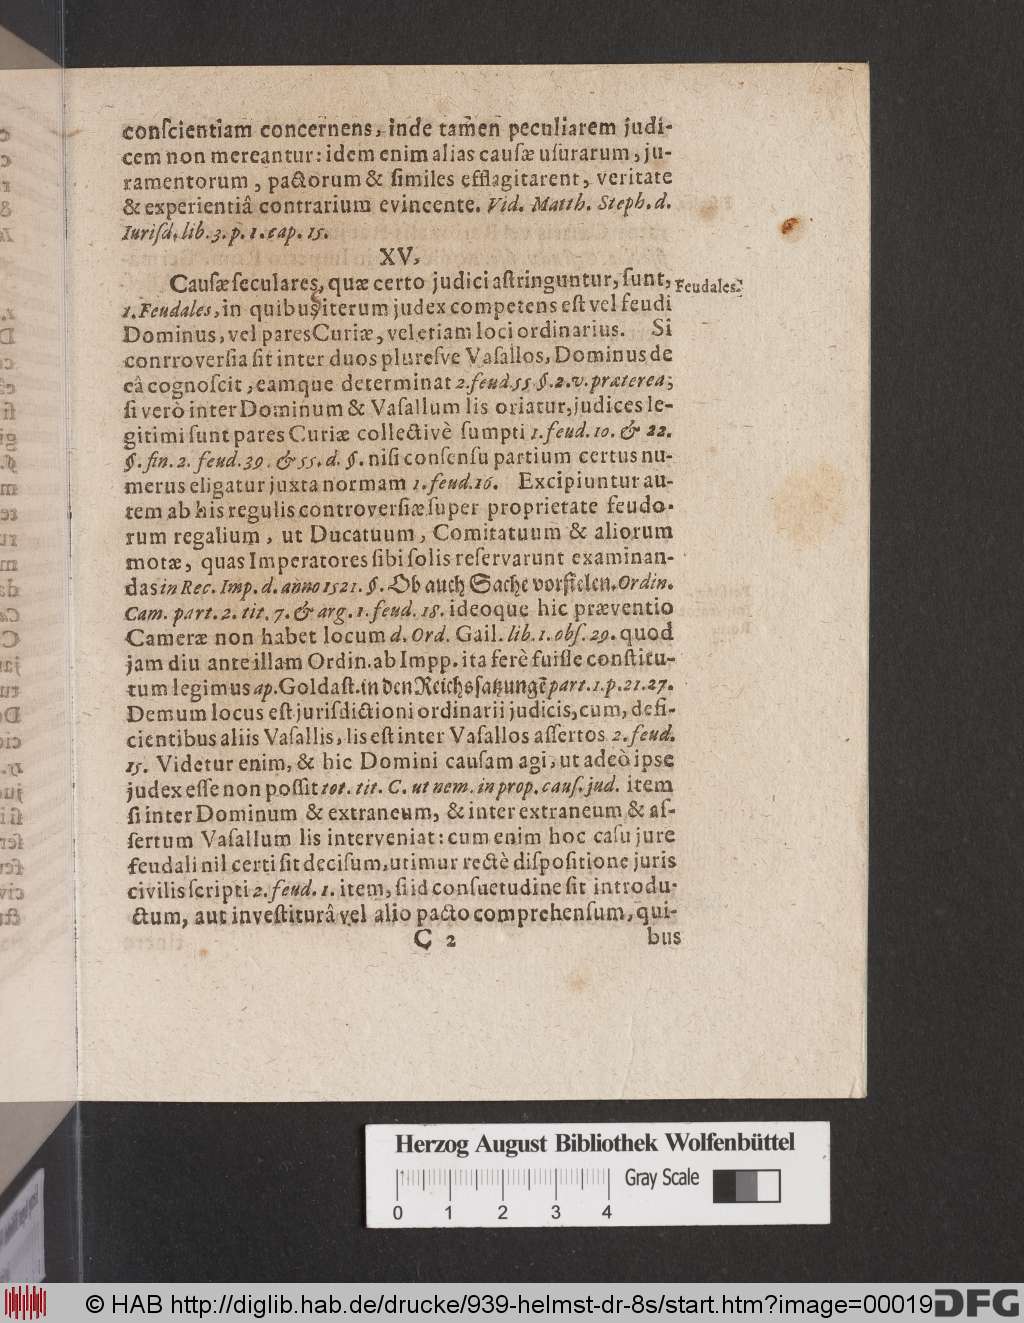 conſcientiam concernens, inde tamen peculiarem judi-
cem non mereantur: idem enim alias cauſæ uſurarum, ju-
ramentorum, pactorum & ſimiles efflagitarent, veritate
& experientiâ contrarium evincente. Vid. Matth. Steph. d.
Iuriſd. lib. 3. p. 1. cap. 15.
XV.
Cauſæ ſeculares, quæ certo judici aſtringuntur, ſunt,
Feudales.
1. Feudales, in quibus iterum judex competens eſt vel feudi
Dominus, vel pares Curiæ, vel etiam loci ordinarius. Si
conrroverſia ſit inter duos plureſve Vaſallos, Dominus de
eâ cognoſcit, eamque determinat 2. feud. 55 §. 2. v. præterea;
ſi verò inter Dominum & Vaſallum lis oriatur, judices le-
gitimi ſunt pares Curiæ collectivè ſumpti 1. feud. 10. & 22.
§. fin. 2. feud. 39. & 55. d. §. niſi conſenſu partium certus nu-
merus eligatur juxta normam 1. feud. 16. Excipiuntur au-
tem ab his regulis controverſiæ ſuper proprietate feudo-
rum regalium, ut Ducatuum, Comitatuum & aliorum
motæ, quas Imperatores ſibi ſolis reſervarunt examinan-
das in Rec. Imp. d. anno 1521. §. Ob auch Sache vorfielen. Ordin.
Cam. part. 2. tit. 7. & arg. 1. feud. 18. ideoque hic præventio
Cameræ non habet locum d. Ord. Gail. lib. 1. obſ. 29. quod
jam diu ante illam Ordin. ab Impp. ita ferè fuiſſe conſtitu-
tum legimus ap. Goldaſt. in den Reichsſatzungē part. 1. p. 21. 27.
Demum locus eſt juriſdictioni ordinarii judicis, cum, defi-
cientibus aliis Vaſallis, lis eſt inter Vaſallos aſſertos 2. feud.
15. Videtur enim, & hic Domini cauſam agi, ut adeò ipse
judex eſſe non poſſit tot. tit. C. ut nem. in prop. cauſ. jud. item
ſi inter Dominum & extraneum, & inter extraneum & aſ-
ſertum Vaſallum lis interveniat: cum enim hoc caſu jure
feudali nil certi ſit deciſum, utimur rectè diſpoſitione juris
civilis ſcripti 2. feud. 1. item, ſi id conſuetudine ſit introdu-
ctum, aut inveſtiturâ vel alio pacto comprehenſum, qui-
C 2
bus
Herzog August Bibliothek Wolfenbüttel
Gray Scale
0 1 2 3 4
© HAB http://diglib.hab.de/drucke/939-helmst-dr-8s/start.htm?image=00019
DFG